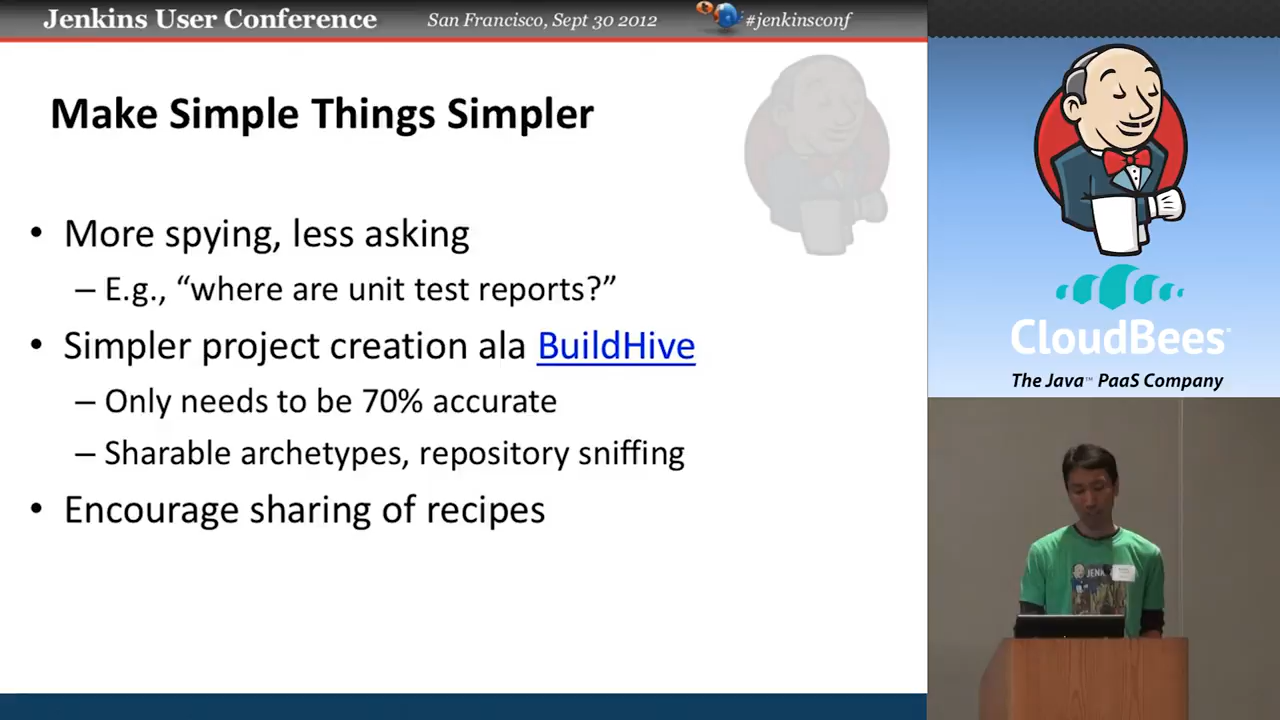 Jenkins User Conference San Francisco, Sept 30 2012 #jenkinsconf
Make Simple Things Simpler
• More spying, less asking
– E.g., “where are unit test reports?”
• Simpler project creation ala BuildHive
– Only needs to be 70% accurate
– Sharable archetypes, repository sniffing
• Encourage sharing of recipes
CloudBees
The Java™ PaaS Company